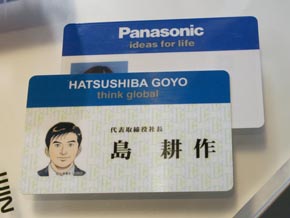 Panasonic
ideas for life
HATSUSHIBA GOYO
think global
代表取締役社長
島 耕 作